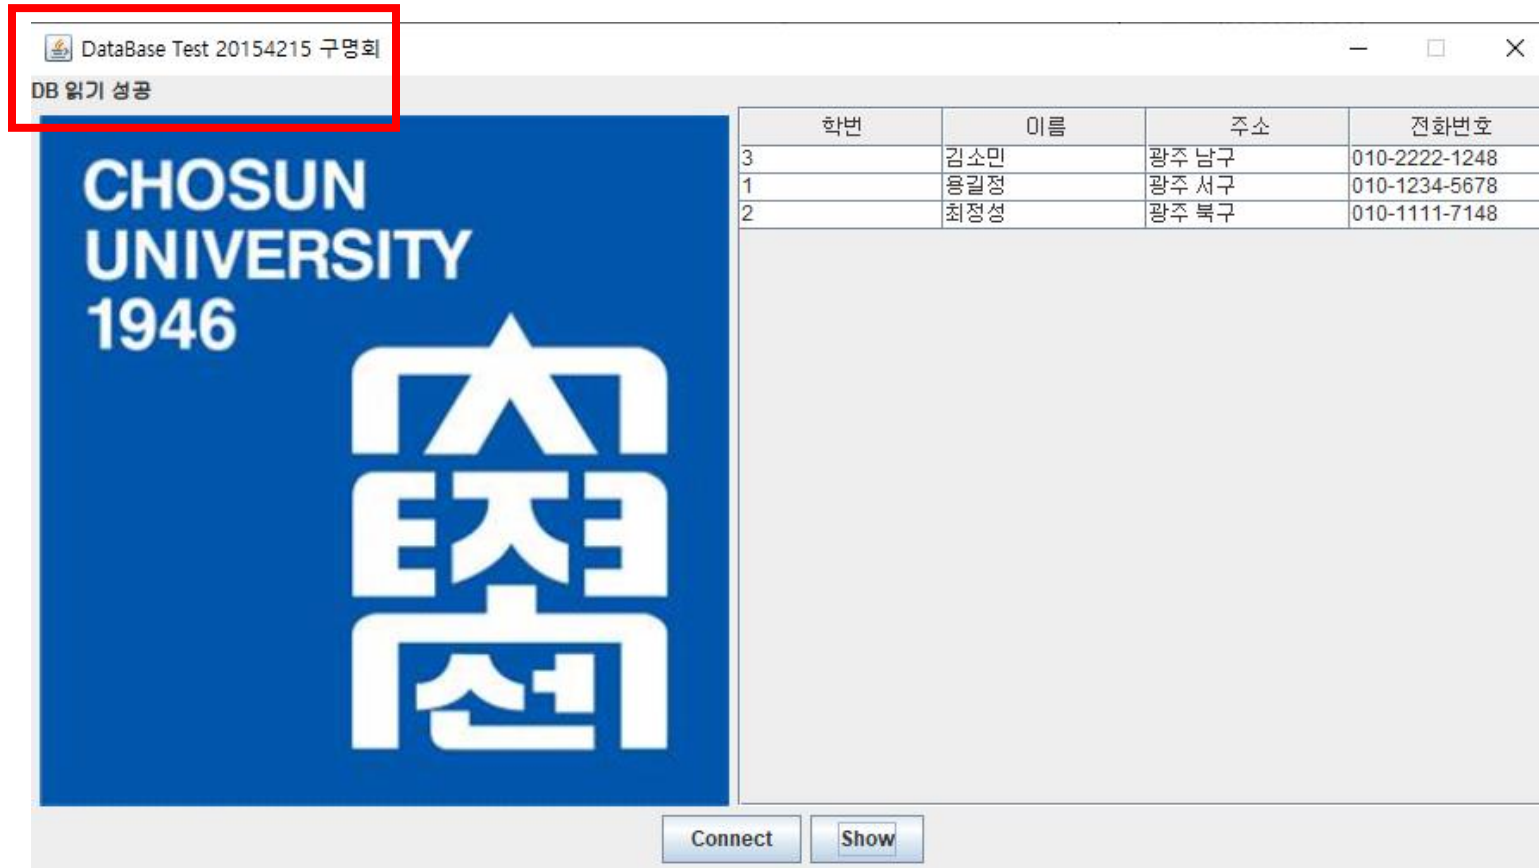 DataBase Test 20154215 구명회
DB 읽기 성공
CHOSUN
UNIVERSITY
1946
학번 이름 주소 전화번호
3 김소민 광주 남구 010-2222-1248
1 용길정 광주 서구 010-1234-5678
2 최정성 광주 북구 010-1111-7148
Connect Show